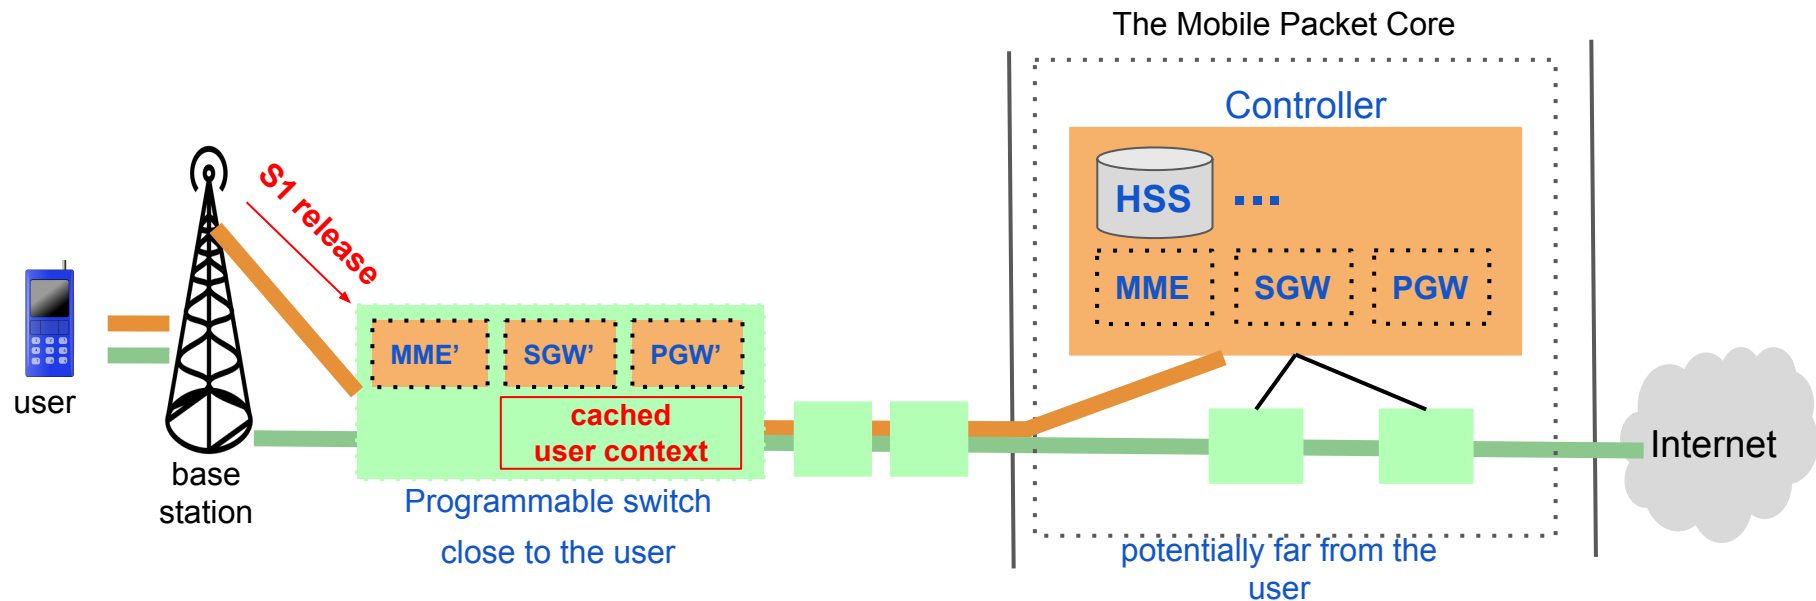 The Mobile Packet Core
Controller
HSS ...
MME SGW PGW
S1 release
MME’ SGW’ PGW’
cached
user context
user
base
station
Programmable switch
close to the user
potentially far from the
user
Internet